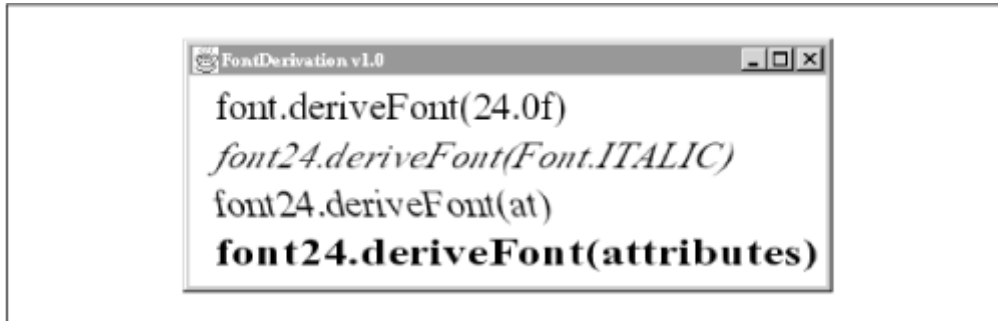 FontDerivation v1.0
font.deriveFont(24.0f)
font24.deriveFont(Font.ITALIC)
font24.deriveFont(at)
font24.deriveFont(attributes)